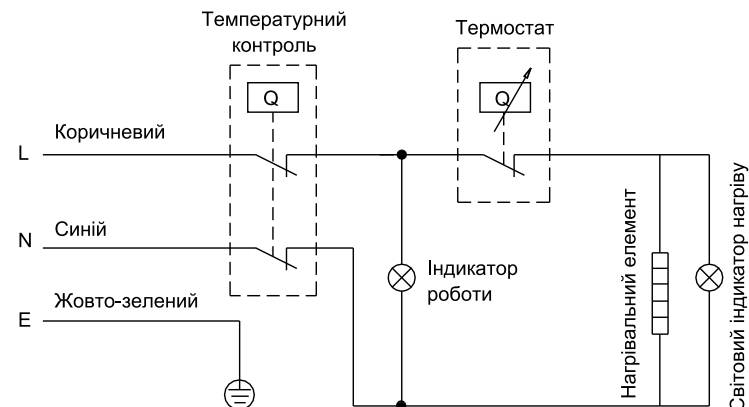 Температурний
контроль
Термостат
Q
Q
Коричневий
L
Синій
N
Індикатор
роботи
Жовто-зелений
E
Нагрівальний елемент
Світовий індикатор нагріву